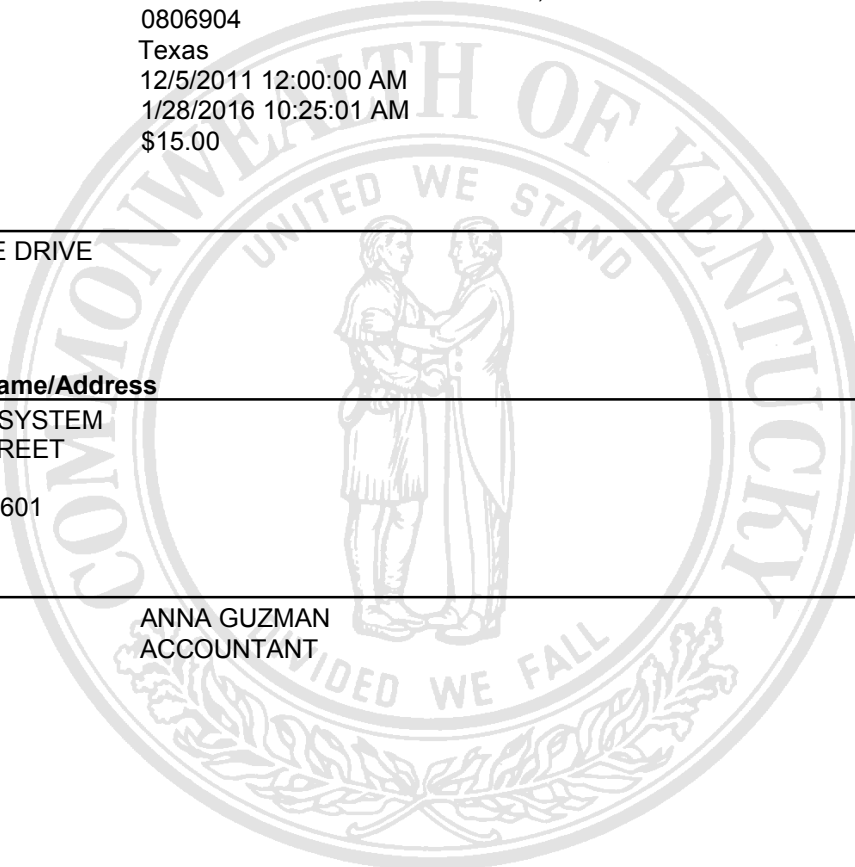 0806904
Texas
12/5/2011 12:00:00 AM
1/28/2016 10:25:01 AM
$15.00
COMMONWEALTH OF KENTUCKY
UNITED WE STAND
E DRIVE
ame/Address
SYSTEM
REET
601
ANNA GUZMAN
ACCOUNTANT
DIVIDED WE FALL